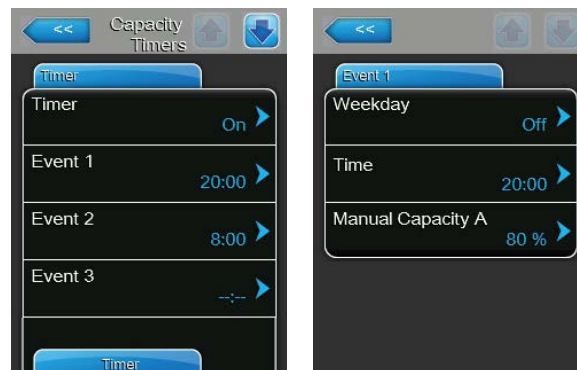 <<
Capacity
Timers
Timer
Timer
On
Event 1
20:00
Event 2
8:00
Event 3
--:--
Timer
<<
Event 1
Weekday
Off
Time
20:00
Manual Capacity A
80 %